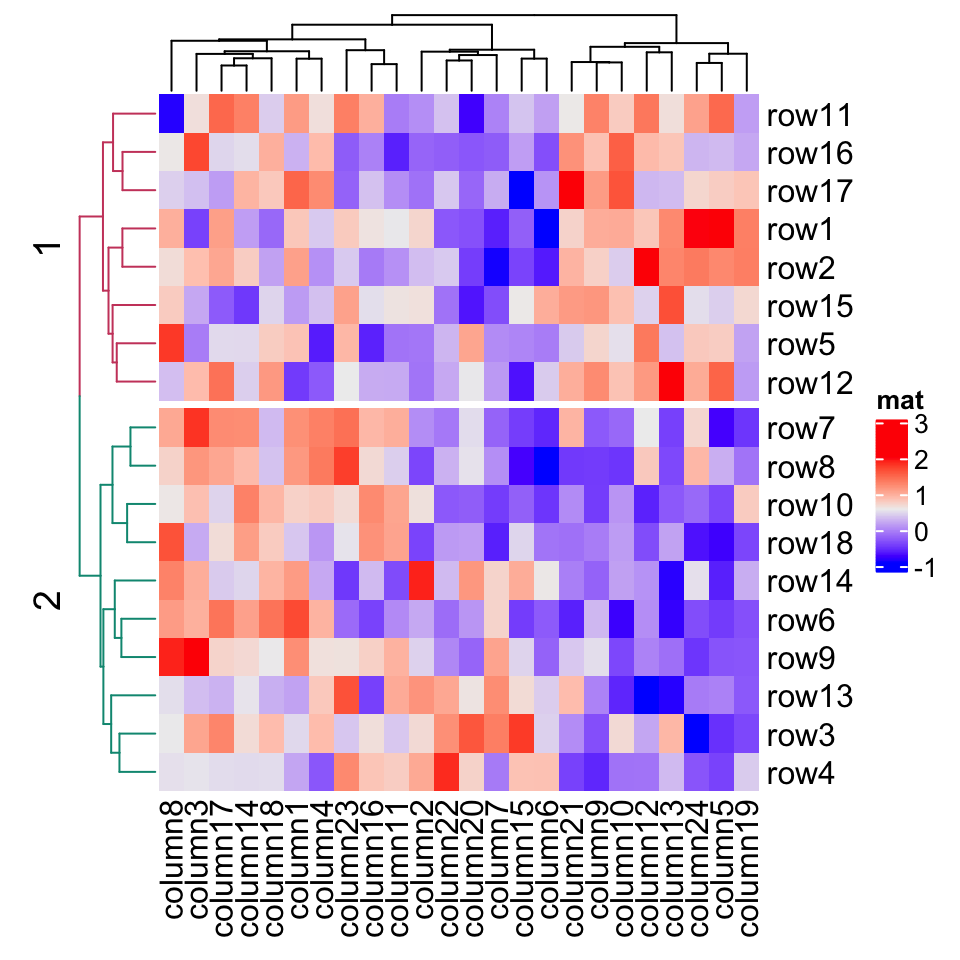 1
2
row11
row16
row17
row1
row2
row15
row5
row12
row7
row8
row10
row18
row14
row6
row9
row13
row3
row4
mat
3
2
1
0
-1
column8
column3
column17
column14
column18
column1
column4
column23
column16
column11
column2
column22
column20
column7
column15
column6
column21
column9
column10
column12
column13
column24
column5
column19